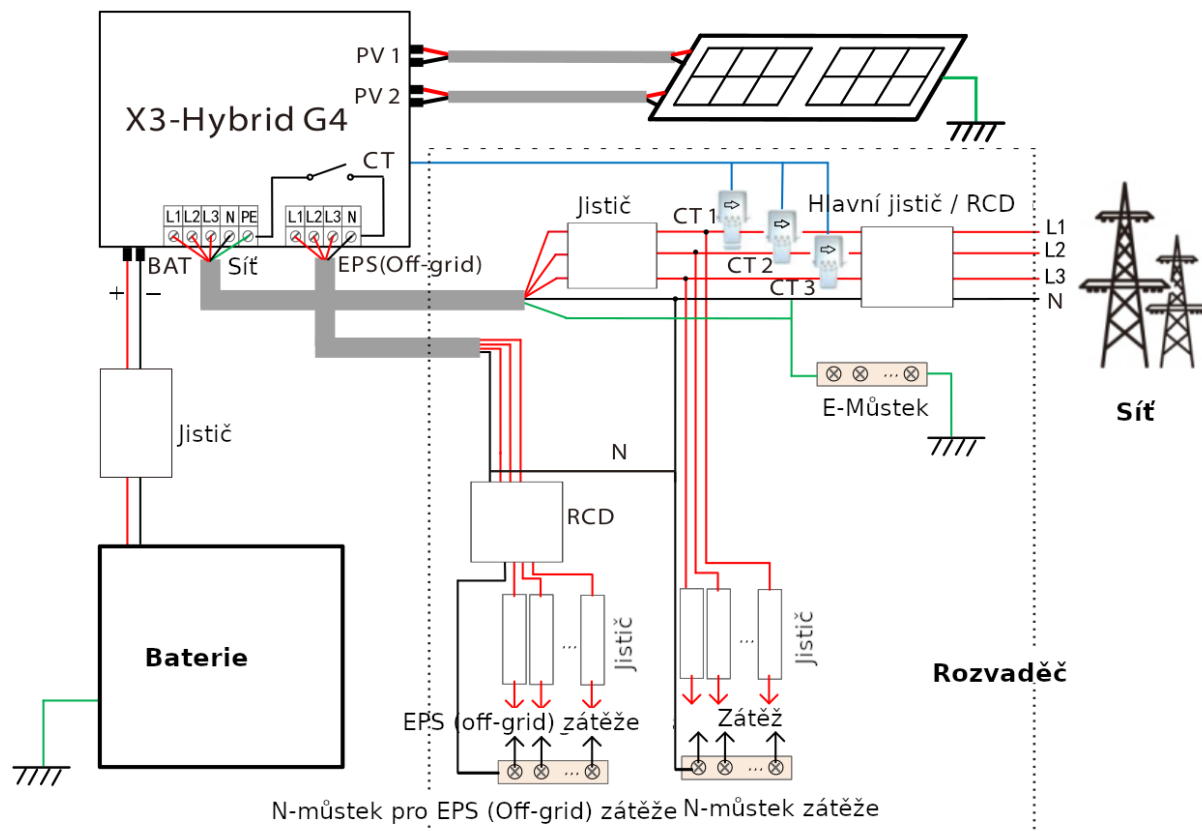 PV 1
PV 2
X3-Hybrid G4
CT
L1 L2 L3 N PE
L1 L2 L3 N
BAT
Síť
EPS(Off-grid)
+
−
Jistič
CT 1
CT 2
CT 3
Hlavní jistič / RCD
L1
L2
L3
N
...
E-Můstek
Síť
Jistič
N
RCD
...
Jistič
...
Jistič
Baterie
Rozvaděč
EPS (off-grid) zátěže
Zátěž
...
...
N-můstek pro EPS (Off-grid) zátěže
N-můstek zátěže